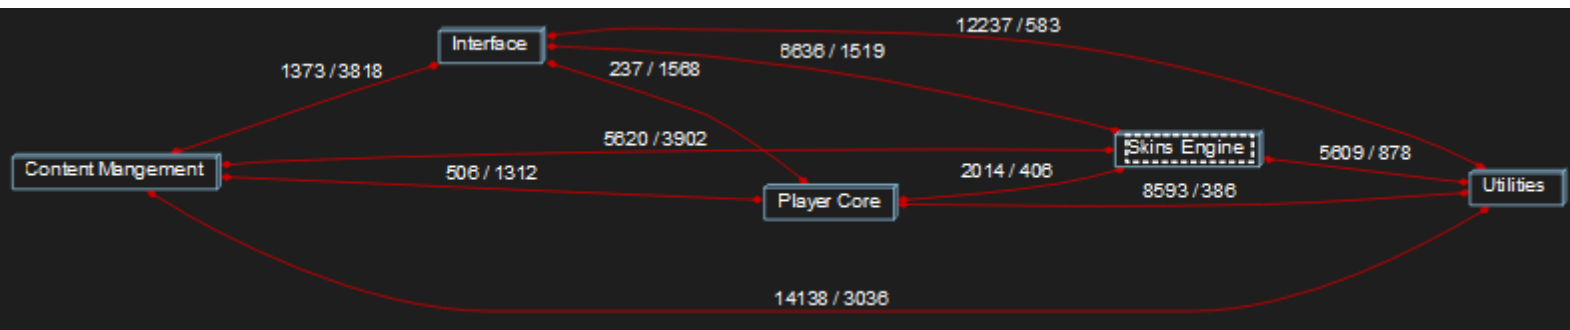 12237 / 583
Interface
6636 / 1519
1373 / 3818
237 / 1568
5620 / 3902
Skins Engine
5609 / 878
Content Mangement
506 / 1312
2014 / 406
Utilities
8593 / 386
Player Core
14138 / 3036